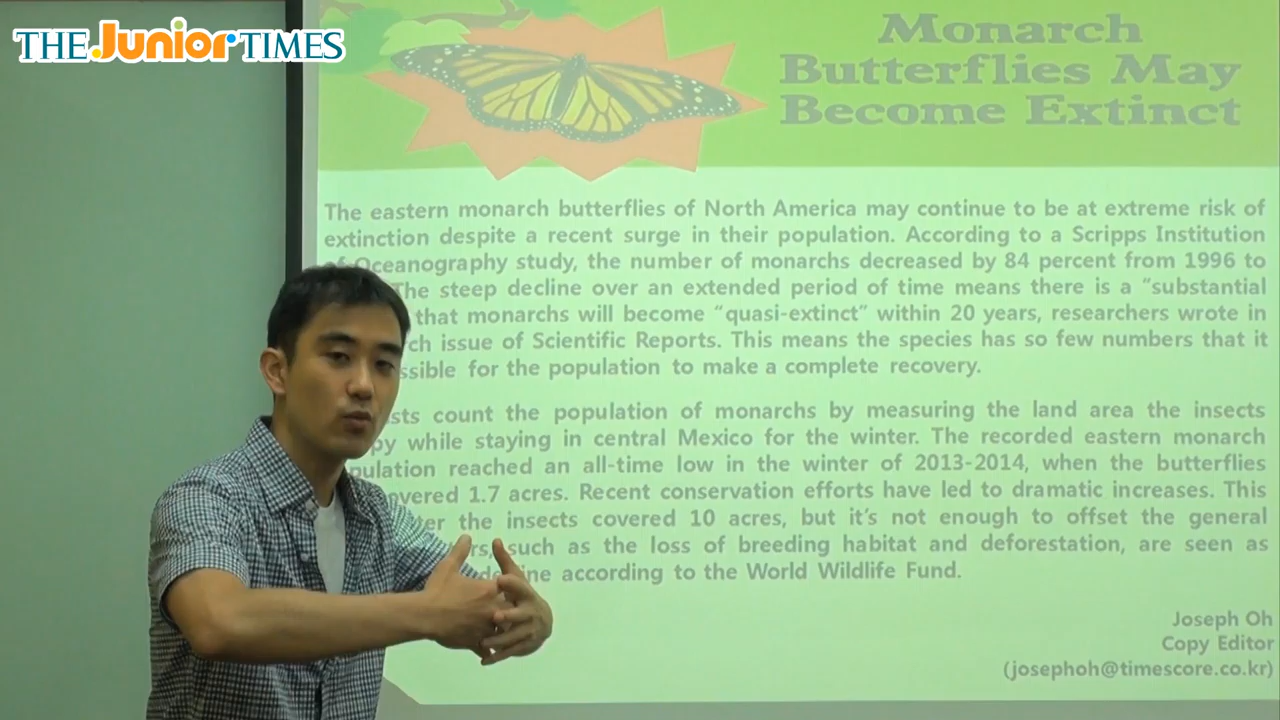 THE Junior TIMES
Monarch
Butterflies May
Become Extinct
The eastern monarch butterflies of North America may continue to be at extreme risk of
extinction despite a recent surge in their population. According to a Scripps Institution
of Oceanography study, the number of monarchs decreased by 84 percent from 1996 to
The steep decline over an extended period of time means there is a “substantial
that monarchs will become “quasi-extinct” within 20 years, researchers wrote in
issue of Scientific Reports. This means the species has so few numbers that it
for the population to make a complete recovery.
count the population of monarchs by measuring the land area the insects
while staying in central Mexico for the winter. The recorded eastern monarch
population reached an all-time low in the winter of 2013-2014, when the butterflies
covered 1.7 acres. Recent conservation efforts have led to dramatic increases. This
the insects covered 10 acres, but it’s not enough to offset the general
such as the loss of breeding habitat and deforestation, are seen as
according to the World Wildlife Fund.
Joseph Oh
Copy Editor
(josephoh@timescore.co.kr)